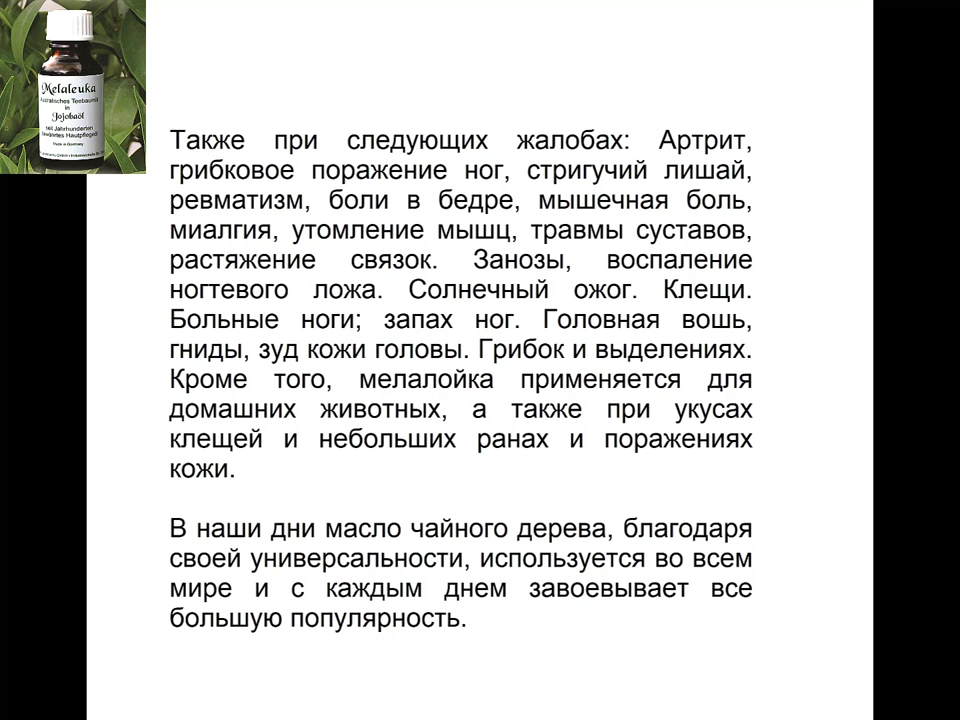 Melaleuka
Australisches Teebaumöl
in
Jojobaöl
seit Jahrhunderten
bewährtes Hautpflegeöl
Made in Germany
Также при следующих жалобах: Артрит,
грибковое поражение ног, стригучий лишай,
ревматизм, боли в бедре, мышечная боль,
миалгия, утомление мышц, травмы суставов,
растяжение связок. Занозы, воспаление
ногтевого ложа. Солнечный ожог. Клещи.
Больные ноги; запах ног. Головная вошь,
гниды, зуд кожи головы. Грибок и выделениях.
Кроме того, мелалойка применяется для
домашних животных, а также при укусах
клещей и небольших ранах и поражениях
кожи.
В наши дни масло чайного дерева, благодаря
своей универсальности, используется во всем
мире и с каждым днем завоевывает все
большую популярность.